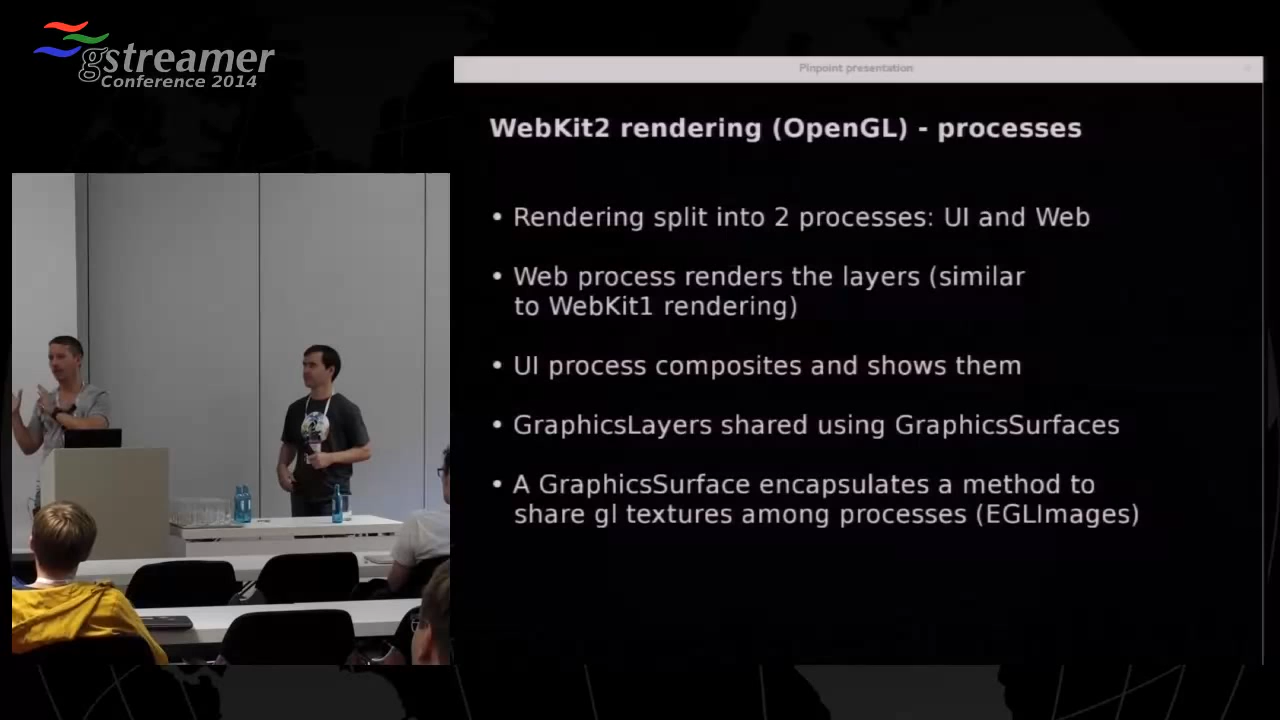 gstreamer
Conference 2014
Pinpoint presentation
WebKit2 rendering (OpenGL) - processes
• Rendering split into 2 processes: UI and Web
• Web process renders the layers (similar
to WebKit1 rendering)
• UI process composites and shows them
• GraphicsLayers shared using GraphicsSurfaces
• A GraphicsSurface encapsulates a method to
share gl textures among processes (EGLImages)